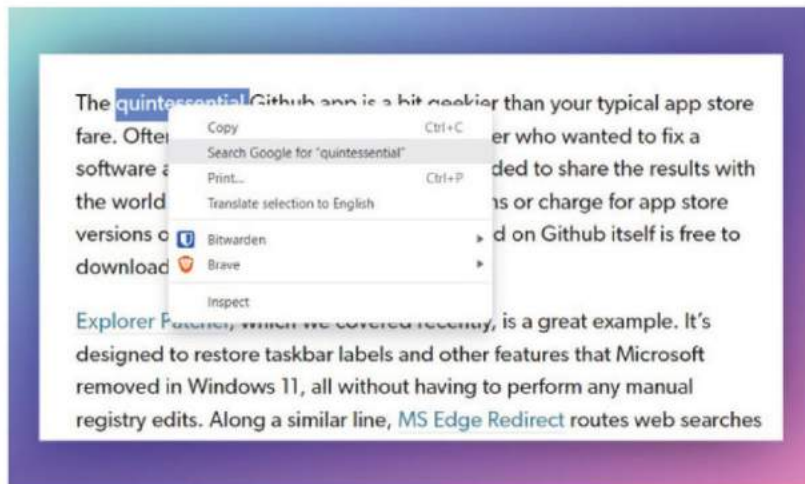 The quintessential Github app is a bit geekier than your typical app store
fare. Ofte er who wanted to fix a
software a ded to share the results with
the world ns or charge for app store
versions o d on Github itself is free to
download
Copy Ctrl+C
Search Google for "quintessential"
Print... Ctrl+P
Translate selection to English
Bitwarden
Brave
Inspect
Explorer Patcher, which we covered recently, is a great example. It's
designed to restore taskbar labels and other features that Microsoft
removed in Windows 11, all without having to perform any manual
registry edits. Along a similar line, MS Edge Redirect routes web searches